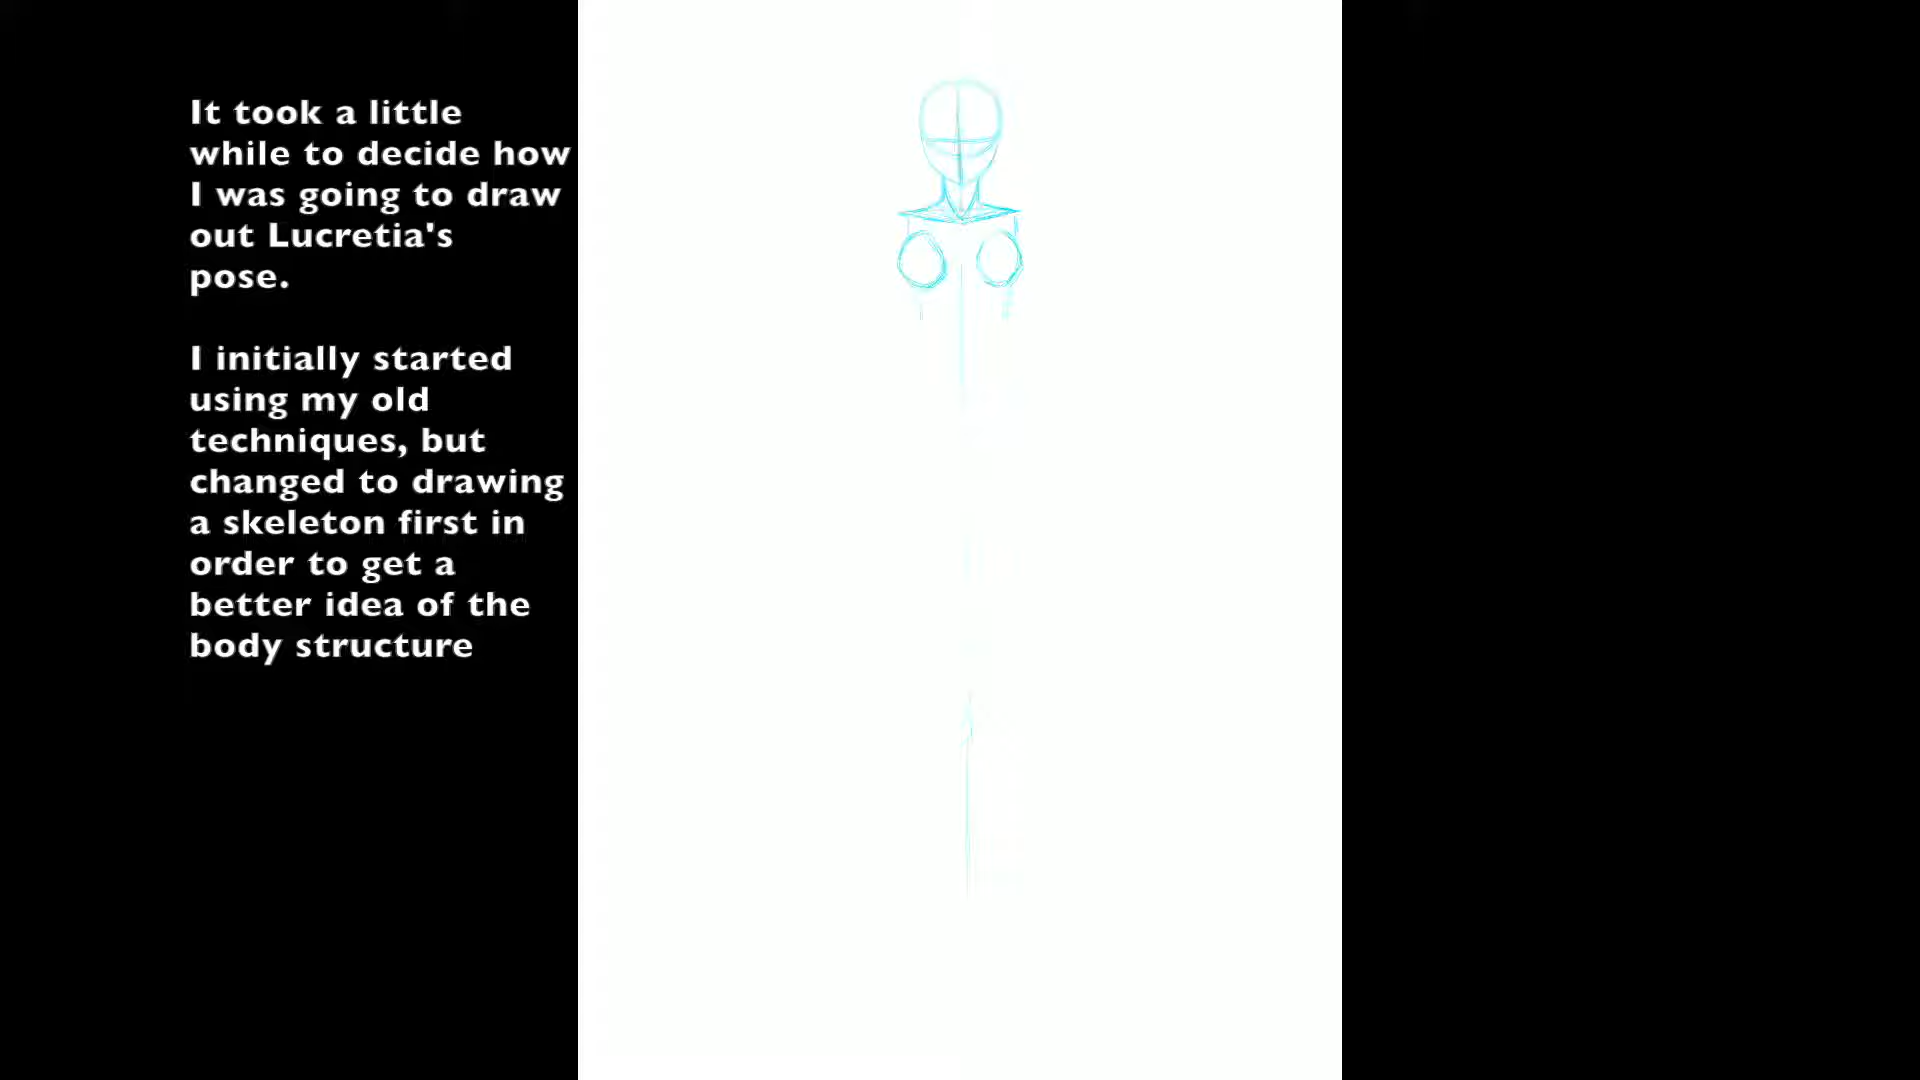 It took a little
while to decide how
I was going to draw
out Lucretia's
pose.
I initially started
using my old
techniques, but
changed to drawing
a skeleton first in
order to get a
better idea of the
body structure